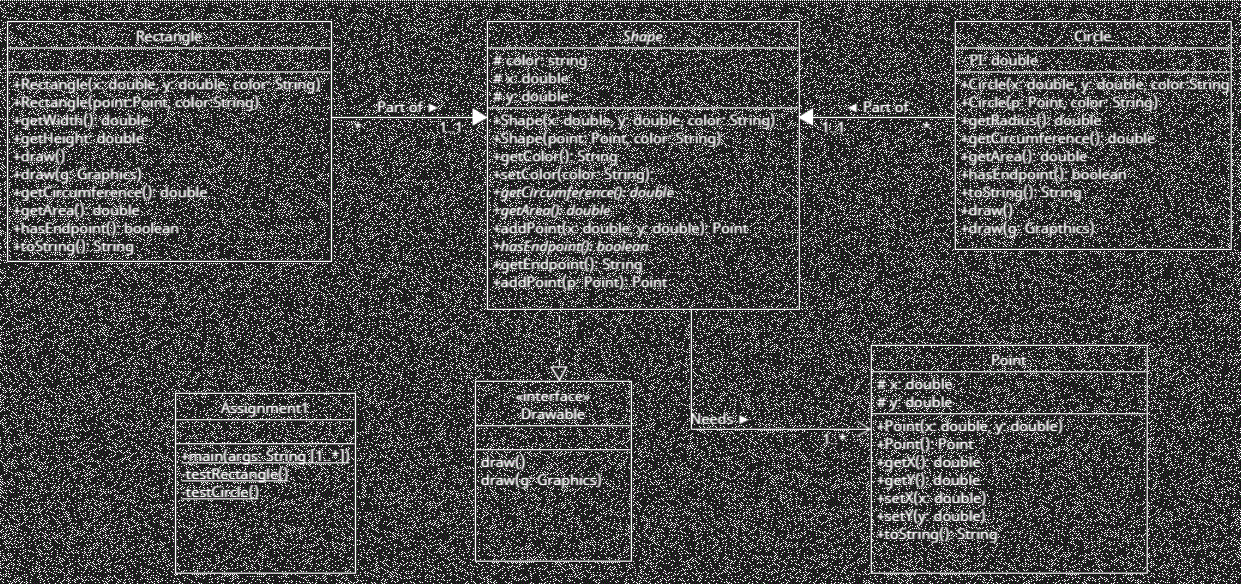 Rectangle
+Rectangle(x: double, y: double, color:String)
+Rectangle(point:Point, color:String)
+getWidth(): double
+getHeight: double
+draw()
+draw(g: Graphics)
+getCircumference(): double
+getArea(): double
+hasEndpoint(): boolean
+toString(): String
Part of ►
*
1..1
Shape
# color: string
# x: double
# y: double
+Shape(x: double, y: double, color: String)
+Shape(point: Point, color:String)
+getColor(): String
+setColor(color: String)
+getCircumference(): double
+getArea(): double
+addPoint(x: double, y: double): Point
+hasEndpoint(): boolean
+getEndpoint(): String
+addPoint(p: Point): Point
◄ Part of
1..1
*
Circle
- PI: double
+Circle(x: double, y: double, color:String
+Circle(p: Point, color: String)
+getRadius(): double
+getCircumference(): double
+getArea(): double
+hasEndpoint(): boolean
+toString(): String
+draw()
+draw(g: Grapthics)
Assignment1
+main(args: String [1..*])
-testRectangle()
-testCircle()
«interface»
Drawable
draw()
draw(g: Graphics)
Needs ►
1..*
Point
# x: double
# y: double
+Point(x: double, y: double)
+Point(): Point
+getX(): double
+getY(): double
+setX(x: double)
+setY(y: double)
+toString(): String